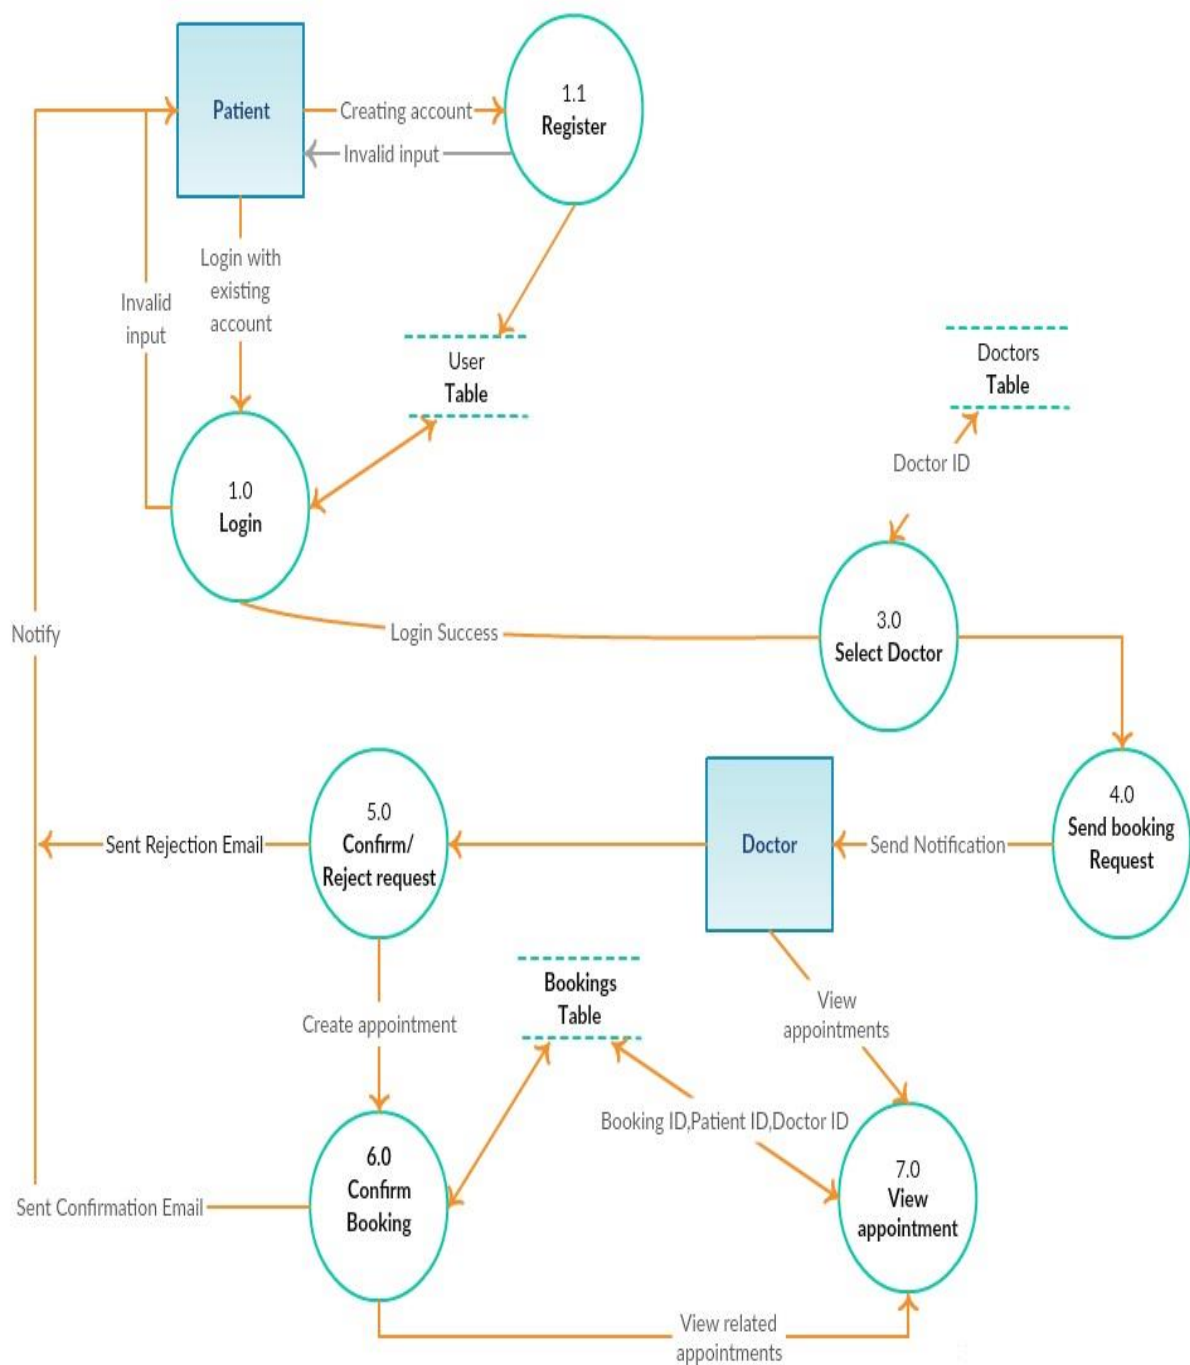 1.1
Register
Patient
Creating account
Invalid input
Login with
existing
account
Invalid
input
User
Table
Doctors
Table
Doctor ID
1.0
Login
3.0
Select Doctor
Notify
Login Success
4.0
Send booking
Request
5.0
Confirm/
Reject request
Sent Rejection Email
Doctor
Send Notification
Bookings
Table
View
appointments
Create appointment
Booking ID,Patient ID,Doctor ID
6.0
Confirm
Booking
7.0
View
appointment
Sent Confirmation Email
View related
appointments